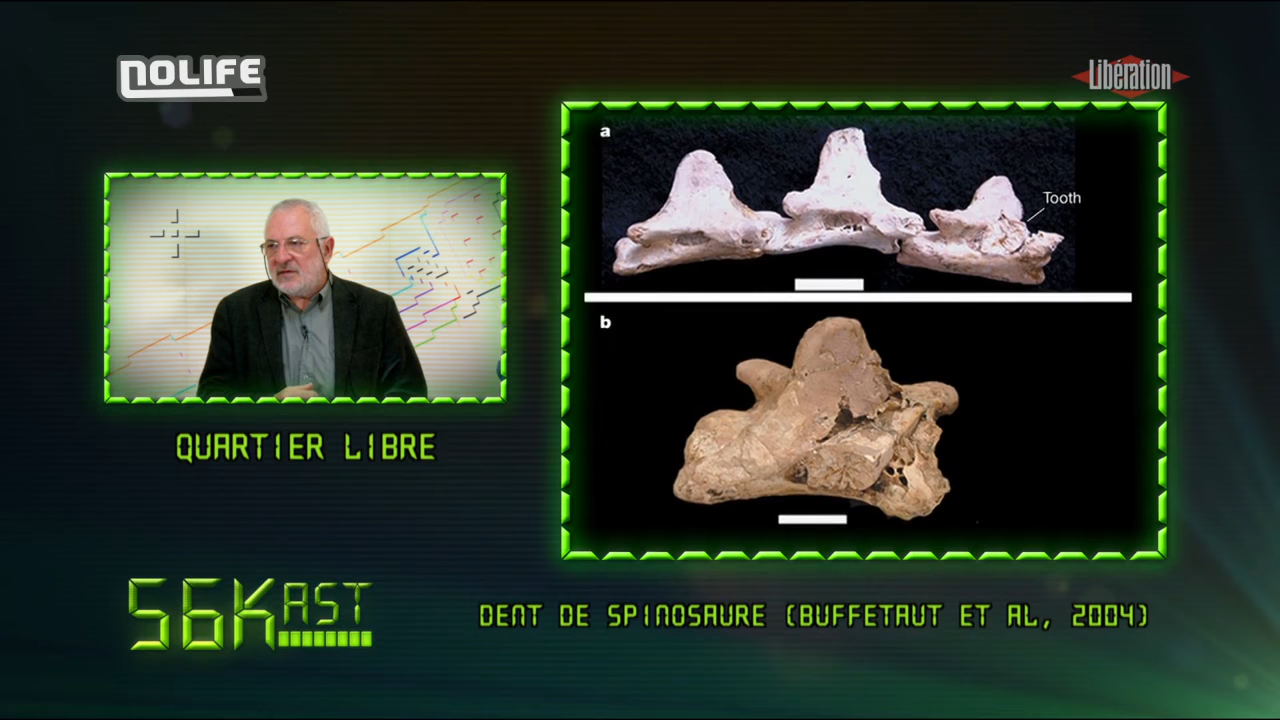 NOLIFE
Libération
a
Tooth
b
QUARTIER LIBRE
56KAST
DENT DE SPINOSAURE (BUFFETAUT ET AL, 2004)